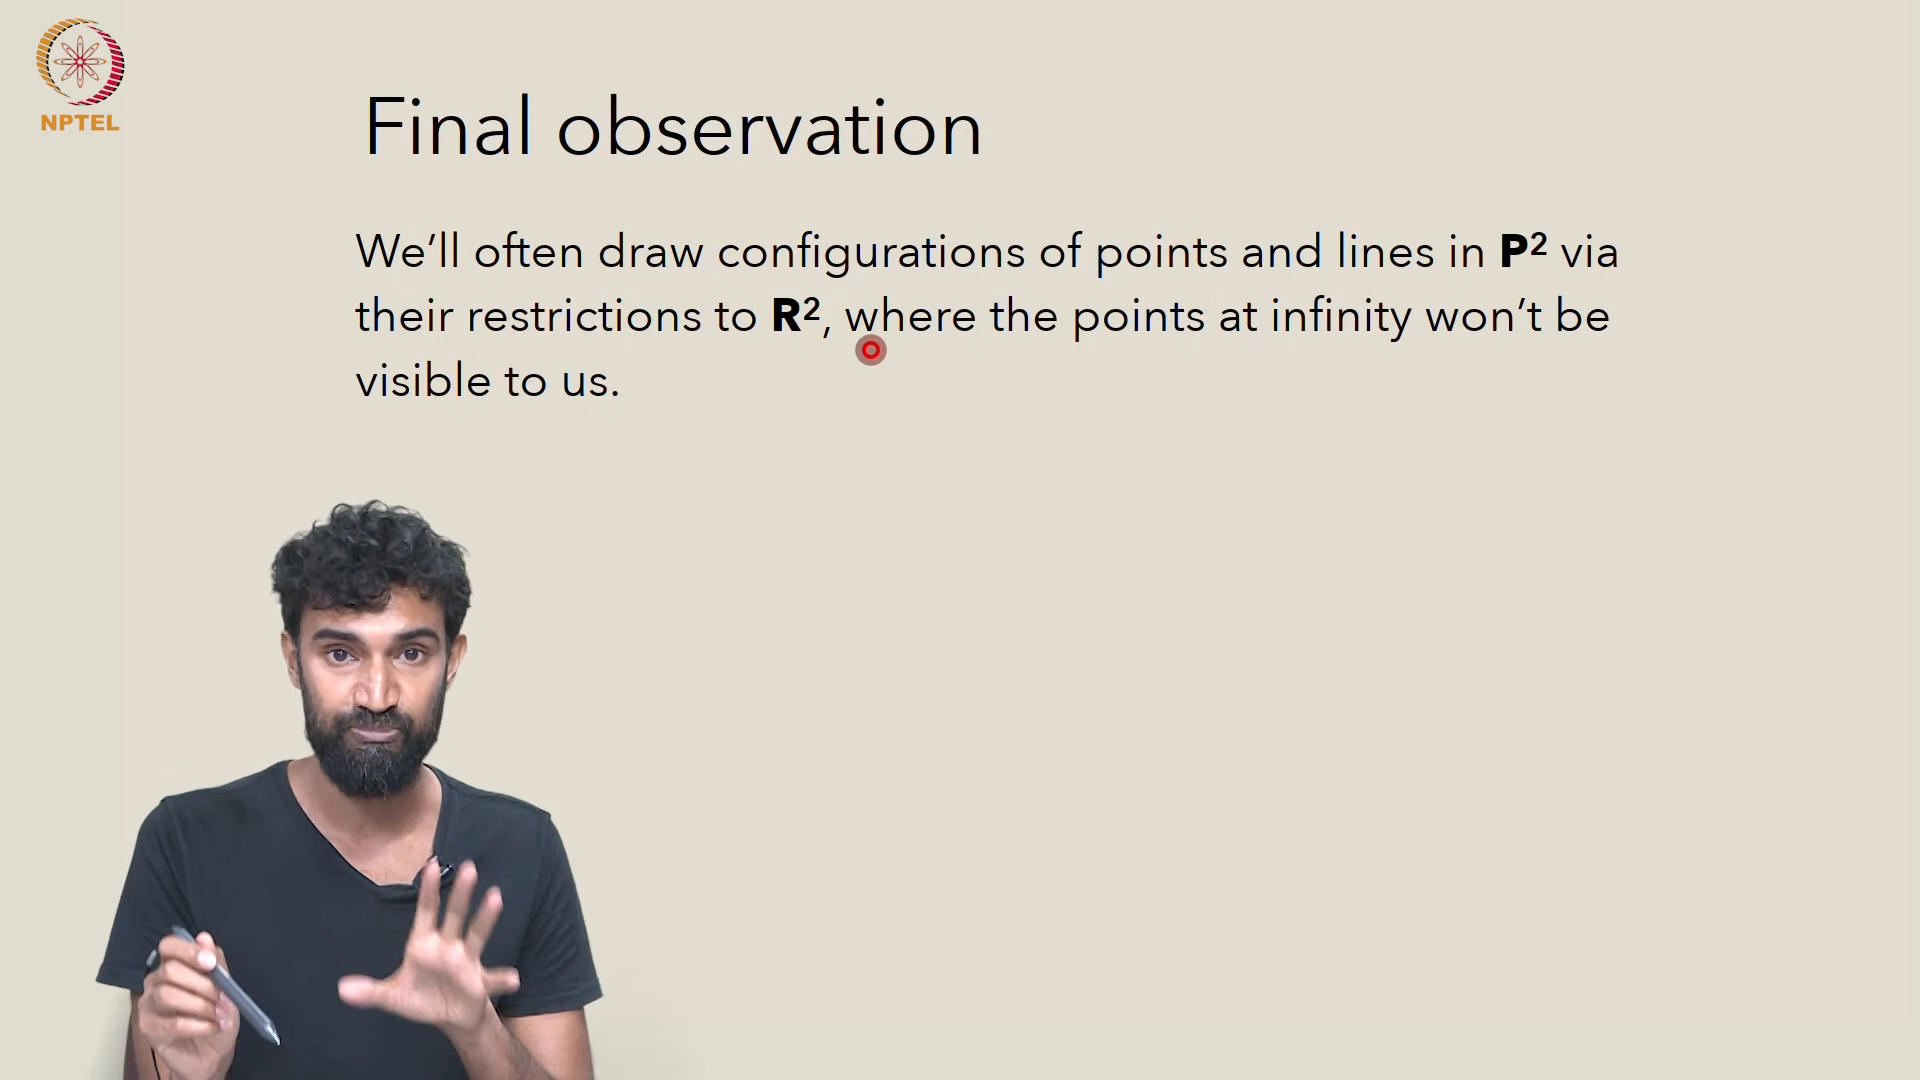 NPTEL
Final observation
We’ll often draw configurations of points and lines in P² via
their restrictions to R², where the points at infinity won’t be
visible to us.